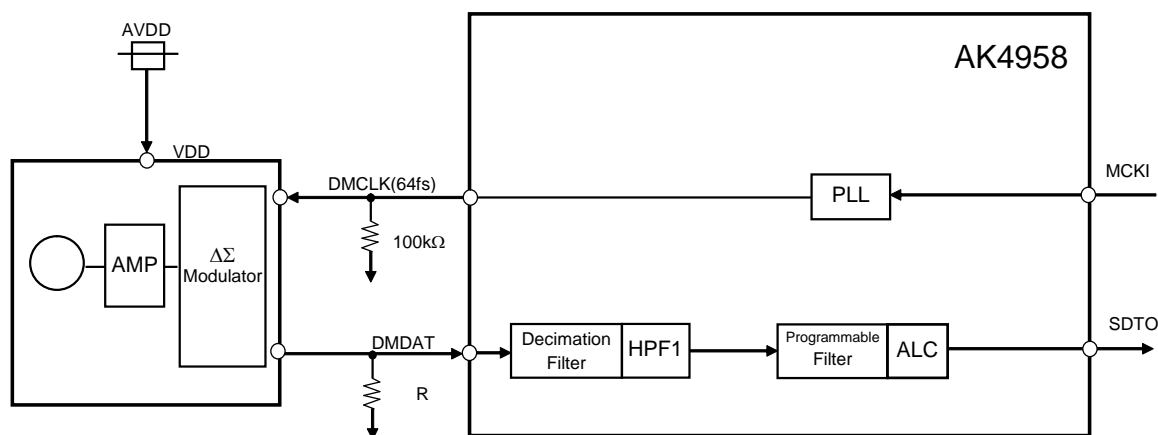 AVDD
AK4958
VDD
DMCLK(64fs)
PLL
MCKI
100kΩ
AMP
ΔΣ
Modulator
DMDAT
Decimation
Filter
HPF1
Programmable
Filter
ALC
SDTO
R